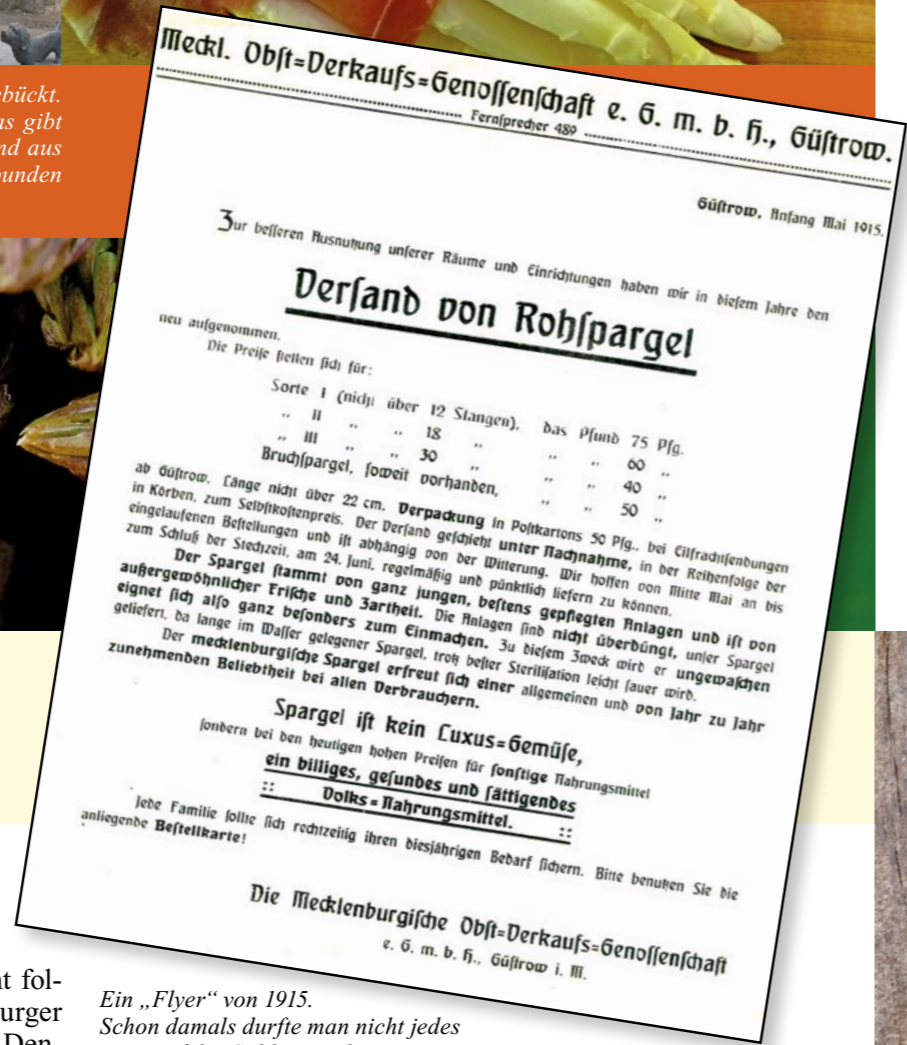 ebückt.
as gibt
nd aus
bunden
Meckl. Obſt=Verkaufs=Genoſſenſchaft e. G. m. b. H., Güſtrow.
Fernſprecher 489
Güſtrow, Anfang Mai 1915.
Zur beſſeren Ausnutzung unſerer Räume und Einrichtungen haben wir in dieſem Jahre den
Verſand von Rohſpargel
neu aufgenommen.
Die Preiſe ſtellen ſich für:
Sorte I (nicht über 12 Stangen), das Pfund 75 Pfg.
„ II „ „ 18 „ „ „ 60 „
„ III „ „ 30 „ „ „ 40 „
Bruchſpargel, ſoweit vorhanden, „ „ 50 „
ab Güſtrow. Länge nicht über 22 cm. Verpackung in Poſtkartons 50 Pfg., bei Eilfrachtſendungen
in Körben, zum Selbſtkoſtenpreis. Der Verſand geſchieht unter Nachnahme, in der Reihenfolge der
eingelaufenen Beſtellungen und iſt abhängig von der Witterung. Wir hoffen von Mitte Mai an bis
zum Schluß der Stechzeit, am 24. Juni, regelmäßig und pünktlich liefern zu können.
Der Spargel ſtammt von ganz jungen, beſtens gepflegten Anlagen und iſt von
außergewöhnlicher Friſche und Zartheit. Die Anlagen ſind nicht überdüngt, unſer Spargel
eignet ſich alſo ganz beſonders zum Einmachen. Zu dieſem Zweck wird er ungewaſchen
geliefert, da lange im Waſſer gelegener Spargel, trotz beſter Steriliſation leicht ſauer wird.
Der mecklenburgiſche Spargel erfreut ſich einer allgemeinen und von Jahr zu Jahr
zunehmenden Beliebtheit bei allen Verbrauchern.
Spargel iſt kein Luxus=Gemüſe,
ſondern bei den heutigen hohen Preiſen für ſonſtige Nahrungsmittel
ein billiges, geſundes und ſättigendes
:: Volks=Nahrungsmittel. ::
Jede Familie ſollte ſich rechtzeitig ihren diesjährigen Bedarf ſichern. Bitte benutzen Sie die
anliegende Beſtellkarte!
Die Mecklenburgiſche Obſt=Verkaufs=Genoſſenſchaft
e. G. m. b. H., Güſtrow i. M.
nt fol-
urger
Ein „Flyer“ von 1915.
Schon damals durfte man nicht jedes